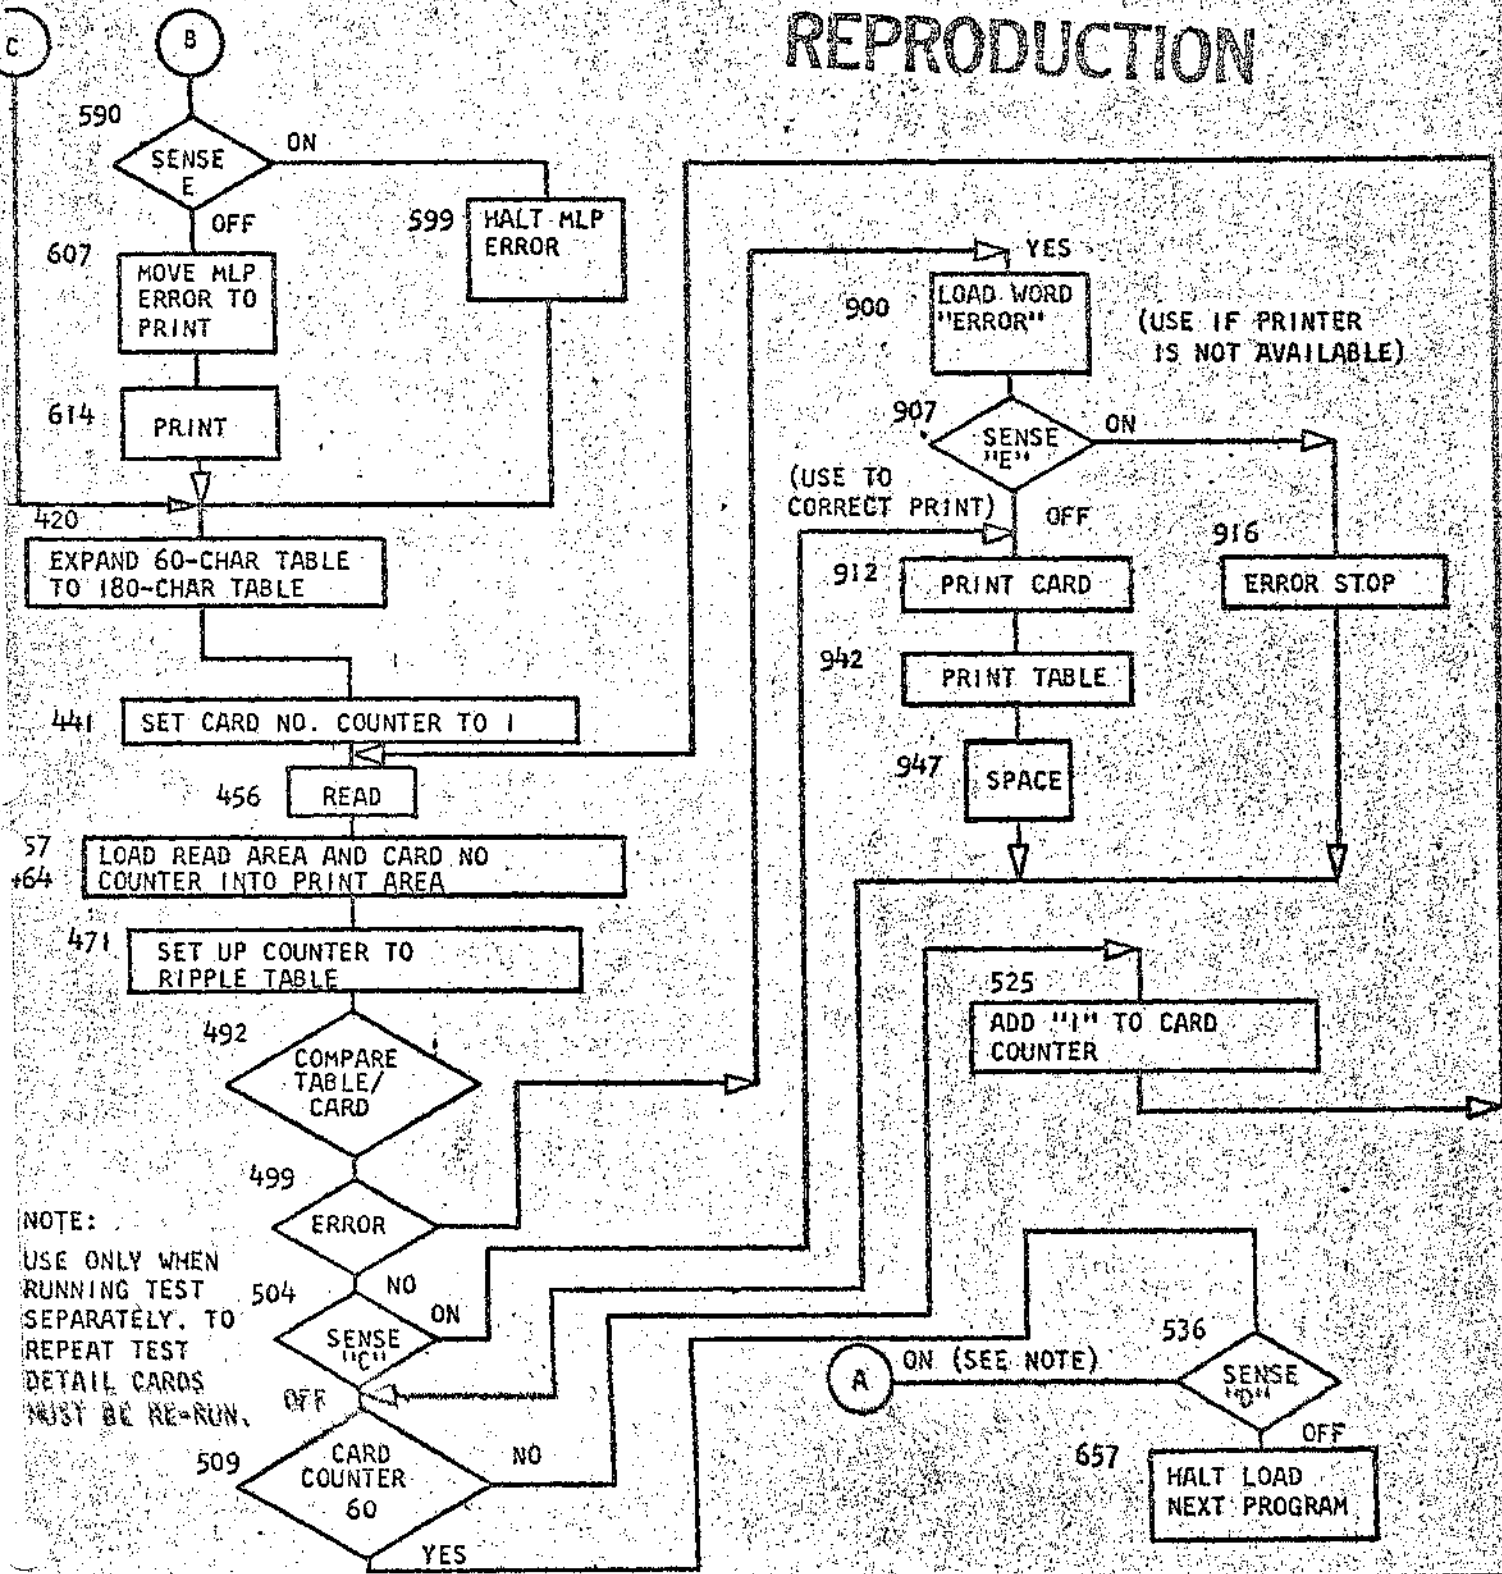 REPRODUCTION
C
B
590
SENSE
E
ON
OFF
599
HALT MLP
ERROR
607
MOVE MLP
ERROR TO
PRINT
614
PRINT
420
EXPAND 60-CHAR TABLE
TO 180-CHAR TABLE
441
SET CARD NO. COUNTER TO 1
456
READ
57
+64
LOAD READ AREA AND CARD NO
COUNTER INTO PRINT AREA
471
SET UP COUNTER TO
RIPPLE TABLE
492
COMPARE
TABLE/
CARD
499
ERROR
NO
504
SENSE
"C"
ON
OFF
509
CARD
COUNTER
60
NO
YES
NOTE:
USE ONLY WHEN
RUNNING TEST
SEPARATELY. TO
REPEAT TEST
DETAIL CARDS
MUST BE RE-RUN.
YES
900
LOAD WORD
"ERROR"
(USE IF PRINTER
IS NOT AVAILABLE)
907
SENSE
"E"
ON
(USE TO
CORRECT PRINT)
OFF
912
PRINT CARD
916
ERROR STOP
942
PRINT TABLE
947
SPACE
525
ADD "1" TO CARD
COUNTER
536
SENSE
"D"
A
ON (SEE NOTE)
OFF
657
HALT LOAD
NEXT PROGRAM